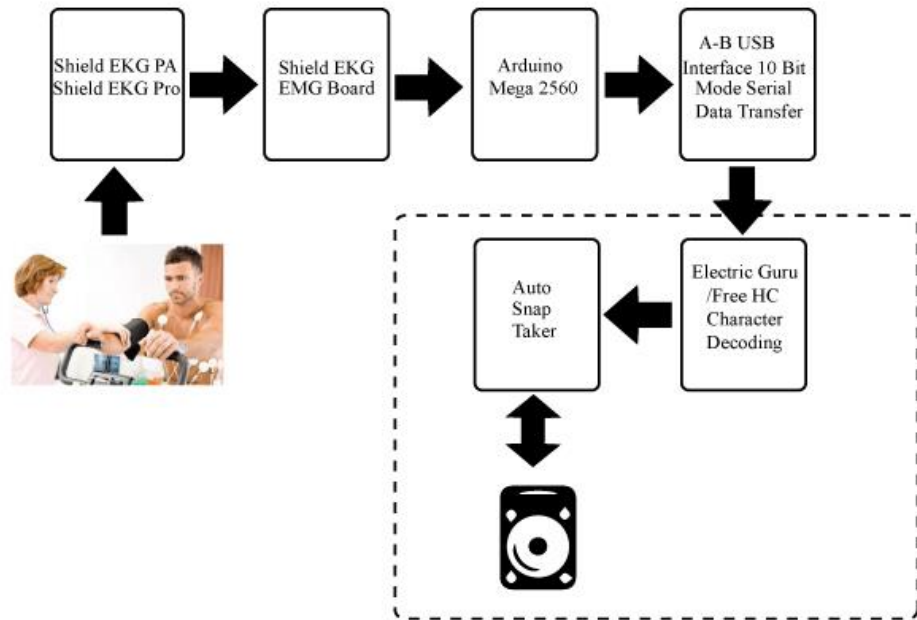 Shield EKG PA
Shield EKG Pro
Shield EKG
EMG Board
Arduino
Mega 2560
A-B USB
Interface 10 Bit
Mode Serial
Data Transfer
Auto
Snap
Taker
Electric Guru
/Free HC
Character
Decoding